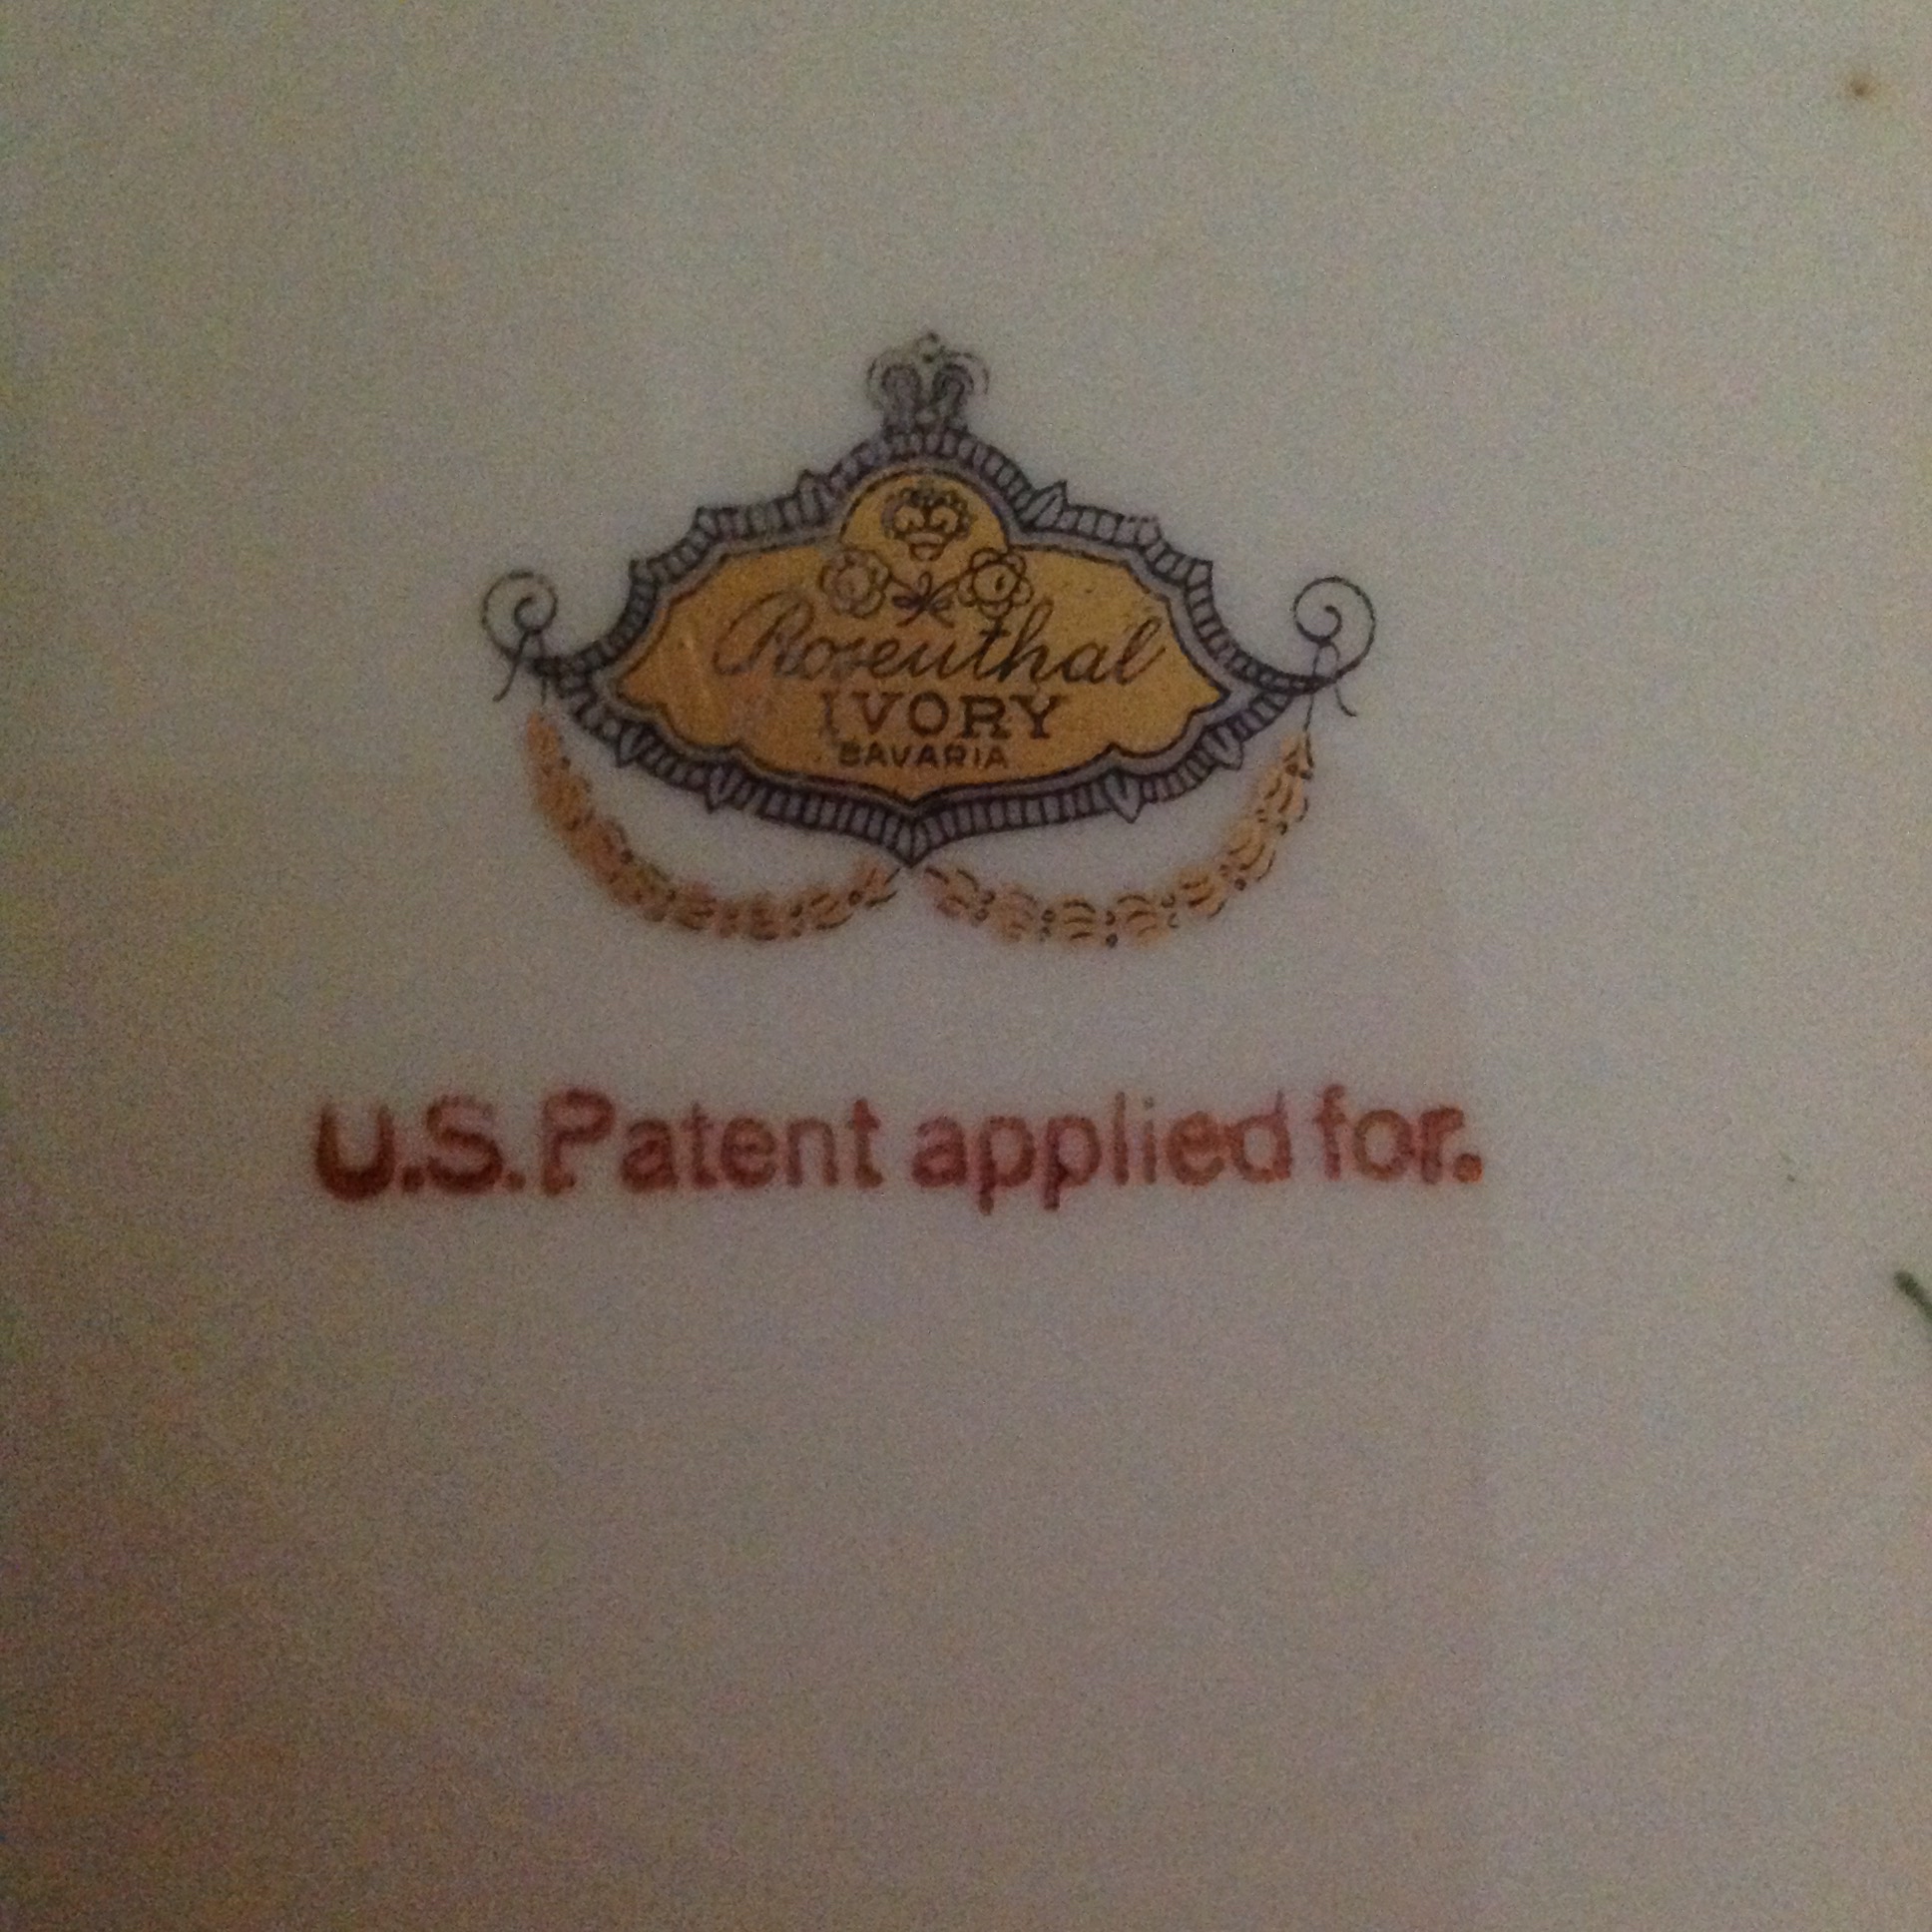 Rosenthal
IVORY
BAVARIA
U.S. Patent applied for.